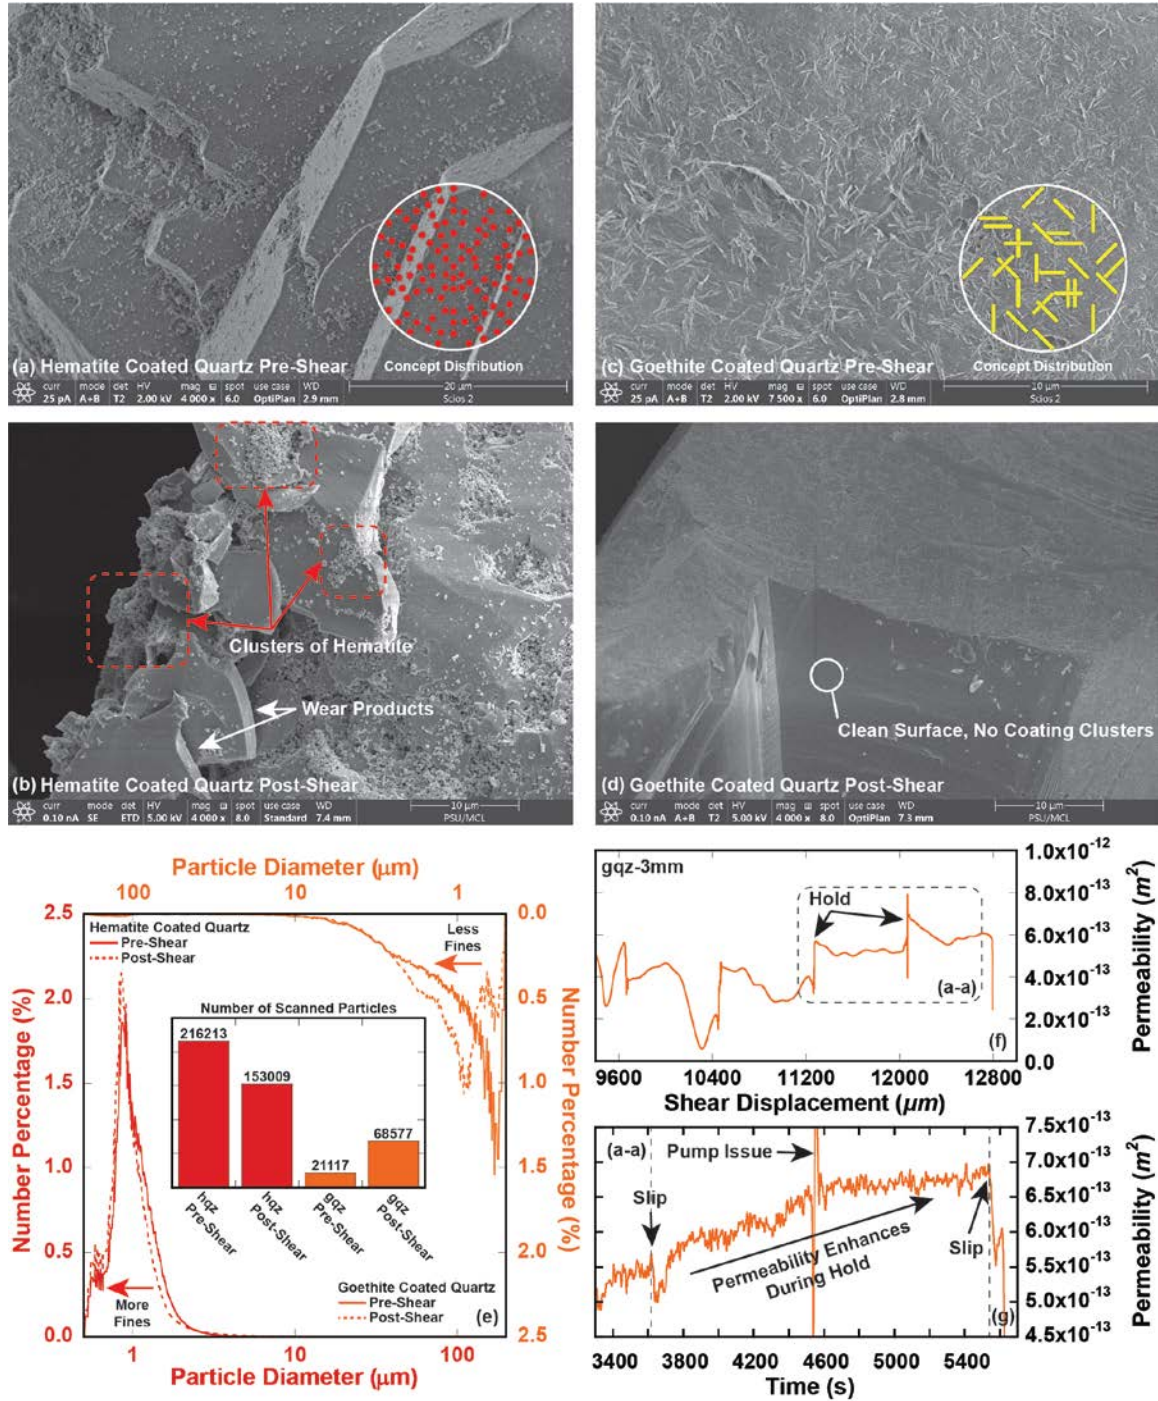 (a) Hematite Coated Quartz Pre-Shear
Concept Distribution
curr mode det HV mag spot use case WD
25 pA A+B T2 2.00 kV 4 000 x 6.0 OptiPlan 2.9 mm
20 µm
Scios 2
(c) Goethite Coated Quartz Pre-Shear
Concept Distribution
curr mode det HV mag spot use case WD
25 pA A+B T2 2.00 kV 7 500 x 6.0 OptiPlan 2.8 mm
10 µm
Scios 2
Clusters of Hematite
Wear Products
(b) Hematite Coated Quartz Post-Shear
curr mode det HV mag spot use case WD
0.10 nA SE ETD 5.00 kV 4 000 x 8.0 Standard 7.4 mm
10 µm
PSU/MCL
Clean Surface, No Coating Clusters
(d) Goethite Coated Quartz Post-Shear
curr mode det HV mag spot use case WD
0.10 nA A+B T2 5.00 kV 4 000 x 8.0 OptiPlan 7.3 mm
10 µm
PSU/MCL
Particle Diameter (µm)
100 10 1
2.5 2.0 1.5 1.0 0.5 0.0
Number Percentage (%)
Hematite Coated Quartz
Pre-Shear
Post-Shear
Less
Fines
Number of Scanned Particles
216213
153009
21117
68577
hqz
Pre-Shear
hqz
Post-Shear
gqz
Pre-Shear
gqz
Post-Shear
More
Fines
Goethite Coated Quartz
Pre-Shear
Post-Shear
(e)
0.0 0.5 1.0 1.5 2.0 2.5
Number Percentage (%)
1 10 100
Particle Diameter (µm)
gqz-3mm
Hold
(a-a)
(f)
1.0x10-12
8.0x10-13
6.0x10-13
4.0x10-13
2.0x10-13
0.0
Permeability (m2)
9600 10400 11200 12000 12800
Shear Displacement (µm)
(a-a)
Pump Issue
Slip
Permeability Enhances
During Hold
Slip
(g)
7.5x10-13
7.0x10-13
6.5x10-13
6.0x10-13
5.5x10-13
5.0x10-13
4.5x10-13
Permeability (m2)
3400 3800 4200 4600 5000 5400
Time (s)